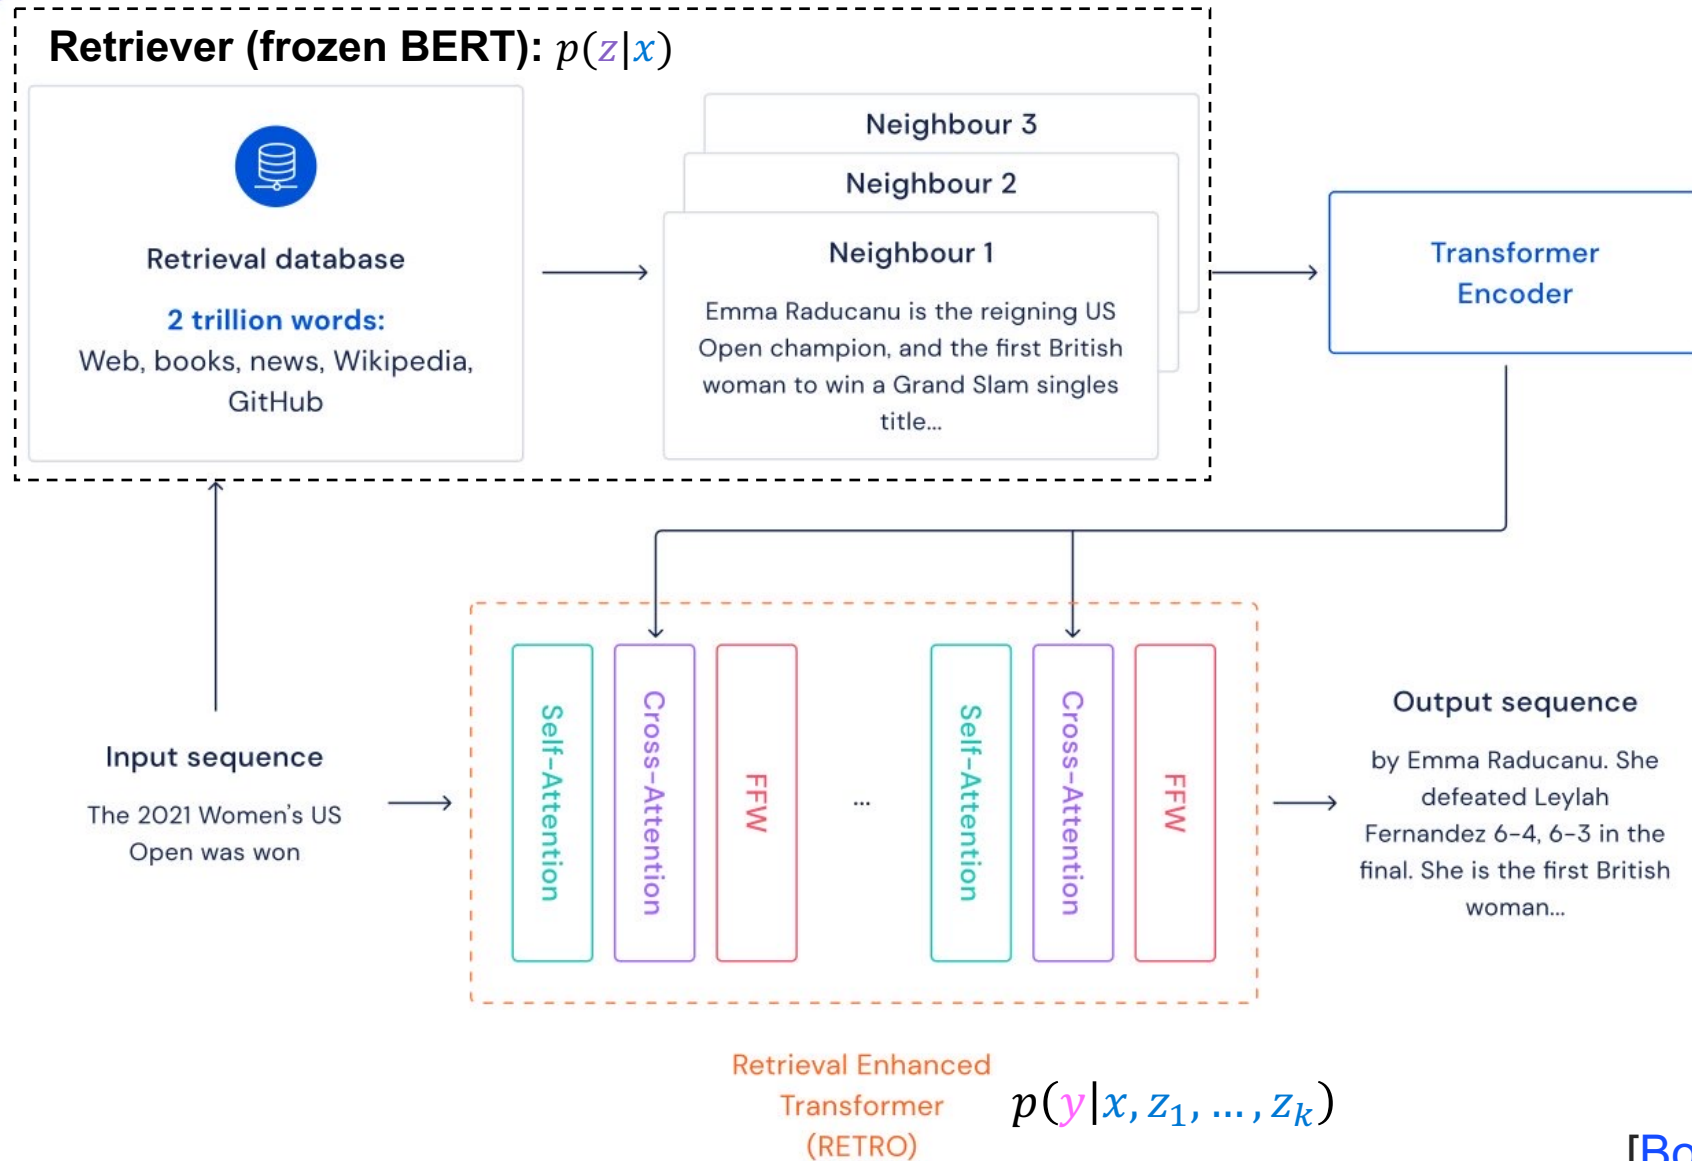 Retriever (frozen BERT): p(z|x)
Retrieval database
2 trillion words:
Web, books, news, Wikipedia,
GitHub
Neighbour 3
Neighbour 2
Neighbour 1
Emma Raducanu is the reigning US
Open champion, and the first British
woman to win a Grand Slam singles
title...
Transformer
Encoder
Input sequence
The 2021 Women's US
Open was won
Self-Attention
Cross-Attention
FFW
...
Self-Attention
Cross-Attention
FFW
Output sequence
by Emma Raducanu. She
defeated Leylah
Fernandez 6-4, 6-3 in the
final. She is the first British
woman...
Retrieval Enhanced
Transformer
(RETRO)
p(y|x, z₁, ..., zₖ)
[Bo